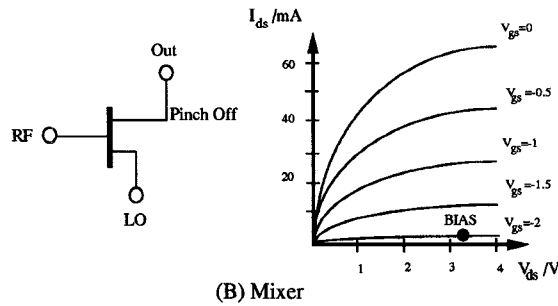 Out
Pinch Off
RF
LO
I_ds /mA
60
40
20
V_gs=0
V_gs=-0.5
V_gs=-1
V_gs=-1.5
BIAS
V_gs=-2
1 2 3 4
V_ds /V
(B) Mixer